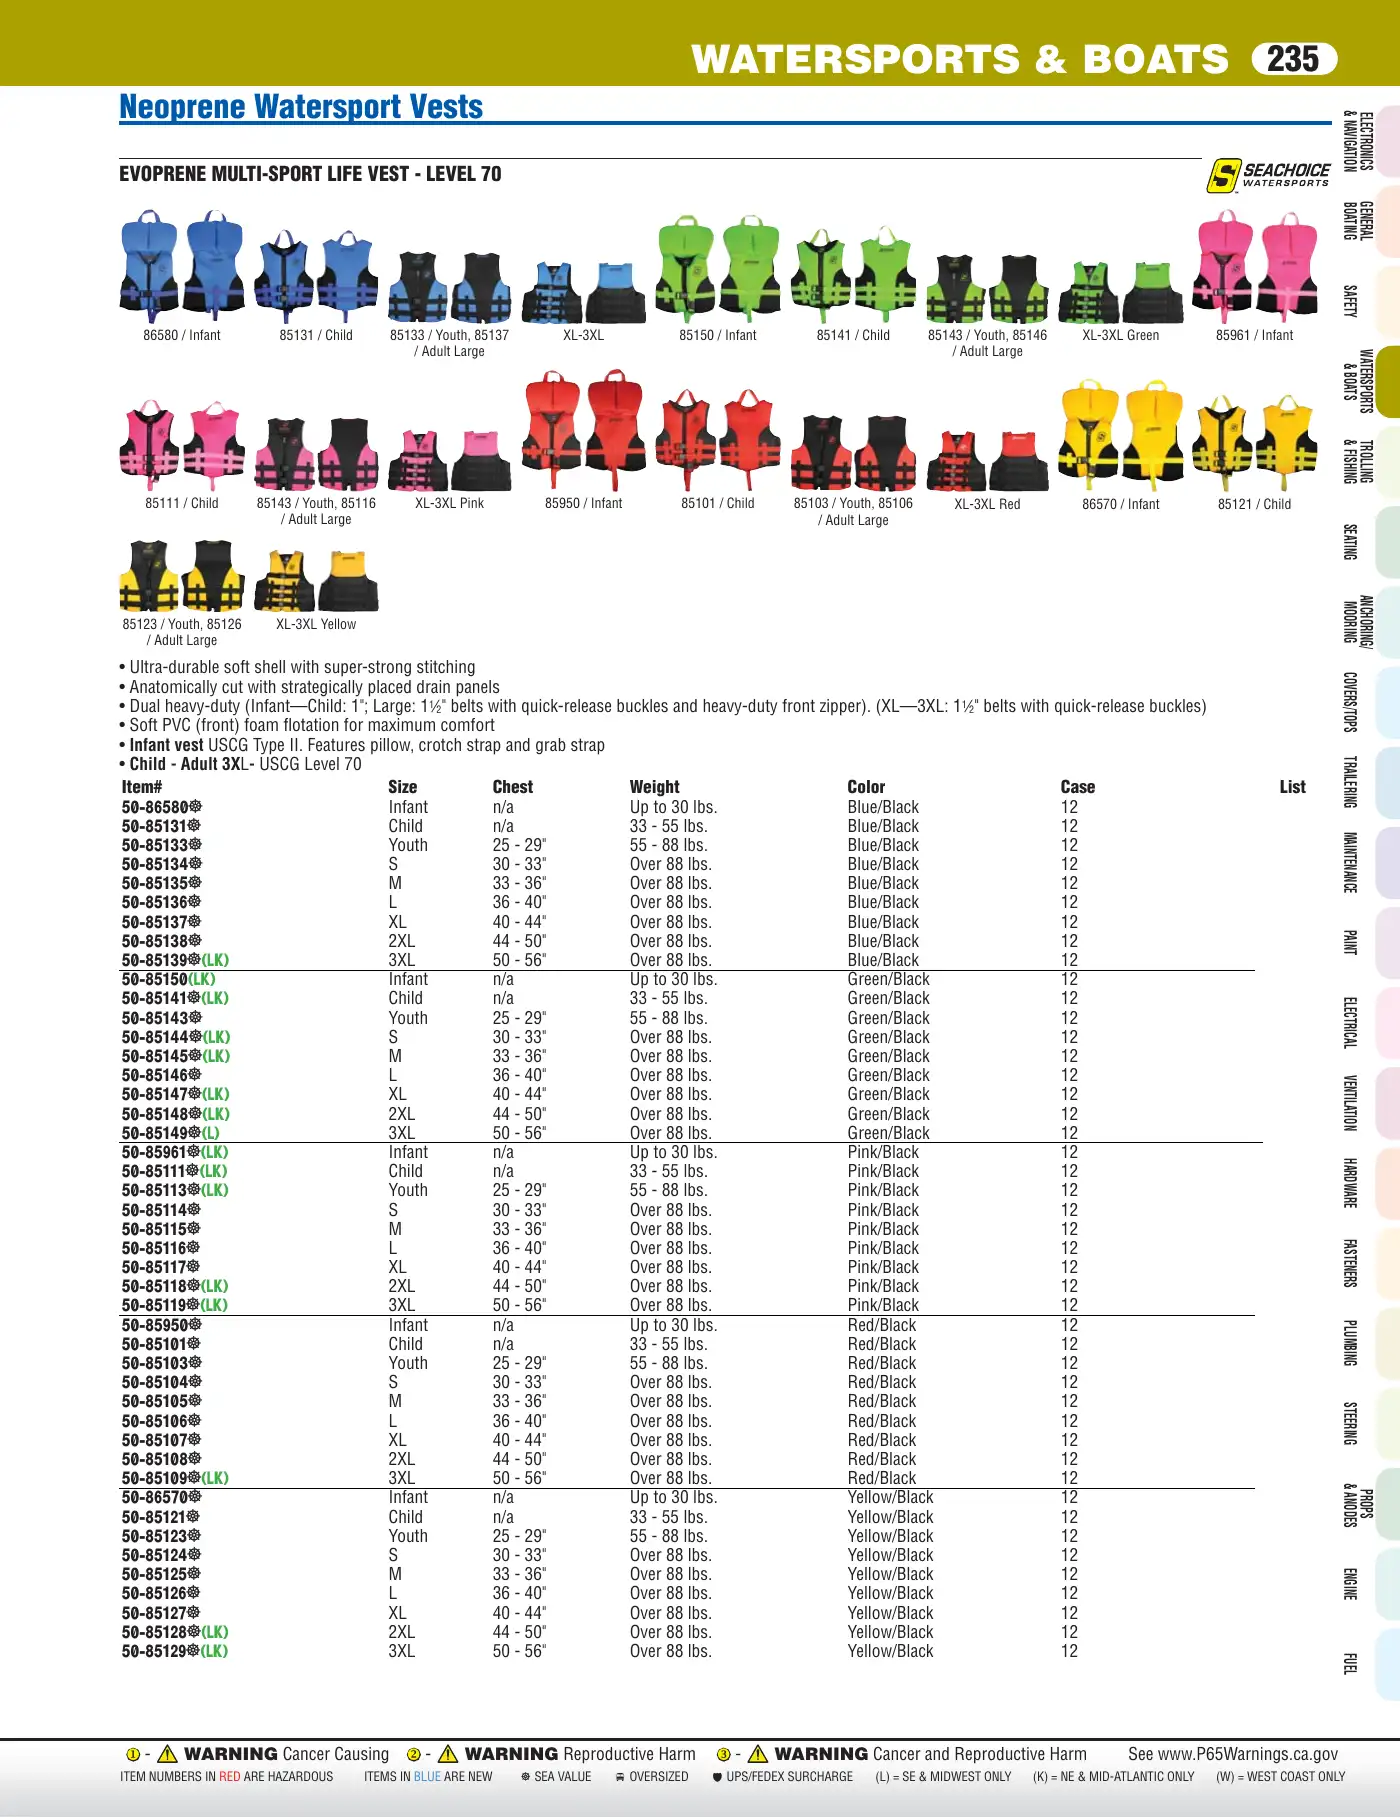 WATERSPORTS & BOATS 235
Neoprene Watersport Vests
EVOPRENE MULTI-SPORT LIFE VEST - LEVEL 70
S SEACHOICE
WATERSPORTS
86580 / Infant
85131 / Child
85133 / Youth, 85137
/ Adult Large
XL-3XL
85150 / Infant
85141 / Child
85143 / Youth, 85146
/ Adult Large
XL-3XL Green
85961 / Infant
85111 / Child
85143 / Youth, 85116
/ Adult Large
XL-3XL Pink
85950 / Infant
85101 / Child
85103 / Youth, 85106
/ Adult Large
XL-3XL Red
86570 / Infant
85121 / Child
85123 / Youth, 85126
/ Adult Large
XL-3XL Yellow
• Ultra-durable soft shell with super-strong stitching
• Anatomically cut with strategically placed drain panels
• Dual heavy-duty (Infant—Child: 1"; Large: 1½" belts with quick-release buckles and heavy-duty front zipper). (XL—3XL: 1½" belts with quick-release buckles)
• Soft PVC (front) foam flotation for maximum comfort
• Infant vest USCG Type II. Features pillow, crotch strap and grab strap
• Child - Adult 3XL- USCG Level 70
Item# Size Chest Weight Color Case List
50-86580 Infant n/a Up to 30 lbs. Blue/Black 12
50-85131 Child n/a 33 - 55 lbs. Blue/Black 12
50-85133 Youth 25 - 29" 55 - 88 lbs. Blue/Black 12
50-85134 S 30 - 33" Over 88 lbs. Blue/Black 12
50-85135 M 33 - 36" Over 88 lbs. Blue/Black 12
50-85136 L 36 - 40" Over 88 lbs. Blue/Black 12
50-85137 XL 40 - 44" Over 88 lbs. Blue/Black 12
50-85138 2XL 44 - 50" Over 88 lbs. Blue/Black 12
50-85139(LK) 3XL 50 - 56" Over 88 lbs. Blue/Black 12
50-85150(LK) Infant n/a Up to 30 lbs. Green/Black 12
50-85141(LK) Child n/a 33 - 55 lbs. Green/Black 12
50-85143 Youth 25 - 29" 55 - 88 lbs. Green/Black 12
50-85144(LK) S 30 - 33" Over 88 lbs. Green/Black 12
50-85145(LK) M 33 - 36" Over 88 lbs. Green/Black 12
50-85146 L 36 - 40" Over 88 lbs. Green/Black 12
50-85147(LK) XL 40 - 44" Over 88 lbs. Green/Black 12
50-85148(LK) 2XL 44 - 50" Over 88 lbs. Green/Black 12
50-85149(L) 3XL 50 - 56" Over 88 lbs. Green/Black 12
50-85961(LK) Infant n/a Up to 30 lbs. Pink/Black 12
50-85111(LK) Child n/a 33 - 55 lbs. Pink/Black 12
50-85113(LK) Youth 25 - 29" 55 - 88 lbs. Pink/Black 12
50-85114 S 30 - 33" Over 88 lbs. Pink/Black 12
50-85115 M 33 - 36" Over 88 lbs. Pink/Black 12
50-85116 L 36 - 40" Over 88 lbs. Pink/Black 12
50-85117 XL 40 - 44" Over 88 lbs. Pink/Black 12
50-85118(LK) 2XL 44 - 50" Over 88 lbs. Pink/Black 12
50-85119(LK) 3XL 50 - 56" Over 88 lbs. Pink/Black 12
50-85950 Infant n/a Up to 30 lbs. Red/Black 12
50-85101 Child n/a 33 - 55 lbs. Red/Black 12
50-85103 Youth 25 - 29" 55 - 88 lbs. Red/Black 12
50-85104 S 30 - 33" Over 88 lbs. Red/Black 12
50-85105 M 33 - 36" Over 88 lbs. Red/Black 12
50-85106 L 36 - 40" Over 88 lbs. Red/Black 12
50-85107 XL 40 - 44" Over 88 lbs. Red/Black 12
50-85108 2XL 44 - 50" Over 88 lbs. Red/Black 12
50-85109(LK) 3XL 50 - 56" Over 88 lbs. Red/Black 12
50-86570 Infant n/a Up to 30 lbs. Yellow/Black 12
50-85121 Child n/a 33 - 55 lbs. Yellow/Black 12
50-85123 Youth 25 - 29" 55 - 88 lbs. Yellow/Black 12
50-85124 S 30 - 33" Over 88 lbs. Yellow/Black 12
50-85125 M 33 - 36" Over 88 lbs. Yellow/Black 12
50-85126 L 36 - 40" Over 88 lbs. Yellow/Black 12
50-85127 XL 40 - 44" Over 88 lbs. Yellow/Black 12
50-85128(LK) 2XL 44 - 50" Over 88 lbs. Yellow/Black 12
50-85129(LK) 3XL 50 - 56" Over 88 lbs. Yellow/Black 12
ELECTRONICS
& NAVIGATION
GENERAL
BOATING
SAFETY
WATERSPORTS
& BOATS
TROLLING
& FISHING
SEATING
ANCHORING/
MOORING
COVERS/TOPS
TRAILERING
MAINTENANCE
PAINT
ELECTRICAL
VENTILATION
HARDWARE
FASTENERS
PLUMBING
STEERING
PROPS
& ANODES
ENGINE
FUEL
1 - WARNING Cancer Causing 2 - WARNING Reproductive Harm 3 - WARNING Cancer and Reproductive Harm See www.P65Warnings.ca.gov
ITEM NUMBERS IN RED ARE HAZARDOUS ITEMS IN BLUE ARE NEW SEA VALUE OVERSIZED UPS/FEDEX SURCHARGE (L) = SE & MIDWEST ONLY (K) = NE & MID-ATLANTIC ONLY (W) = WEST COAST ONLY